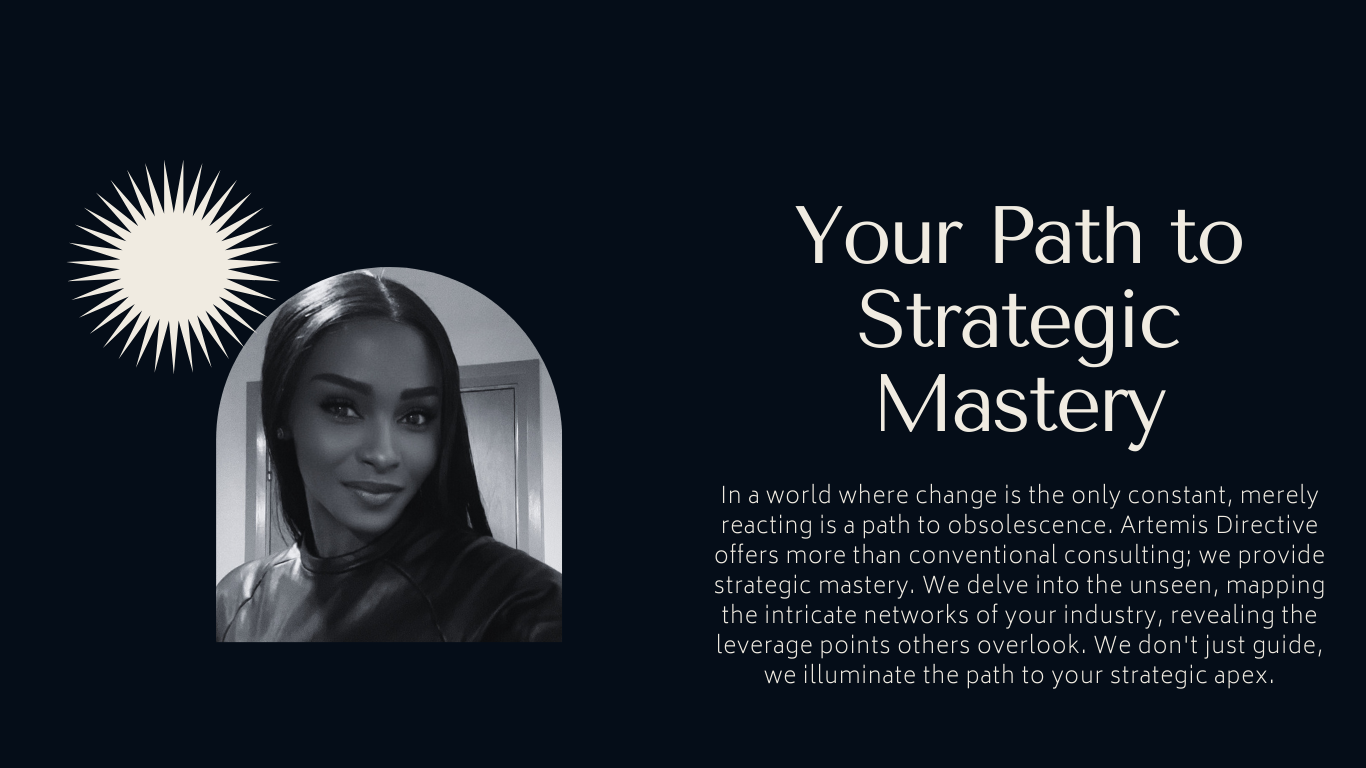 Your Path to
Strategic
Mastery
In a world where change is the only constant, merely
reacting is a path to obsolescence. Artemis Directive
offers more than conventional consulting; we provide
strategic mastery. We delve into the unseen, mapping
the intricate networks of your industry, revealing the
leverage points others overlook. We don't just guide,
we illuminate the path to your strategic apex.